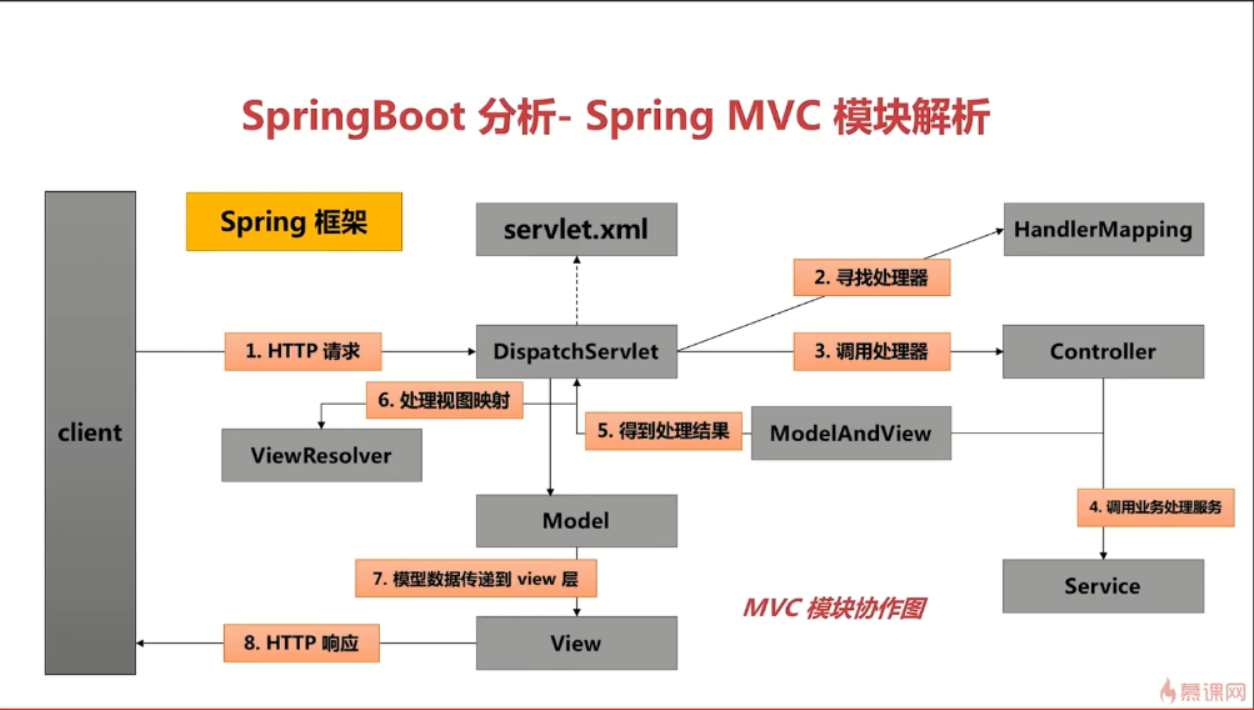 SpringBoot 分析- Spring MVC 模块解析
Spring 框架
servlet.xml
HandlerMapping
2. 寻找处理器
1. HTTP 请求
DispatchServlet
3. 调用处理器
Controller
6. 处理视图映射
5. 得到处理结果
ModelAndView
client
ViewResolver
4. 调用业务处理服务
Model
7. 模型数据传递到 view 层
Service
MVC 模块协作图
8. HTTP 响应
View
慕课网